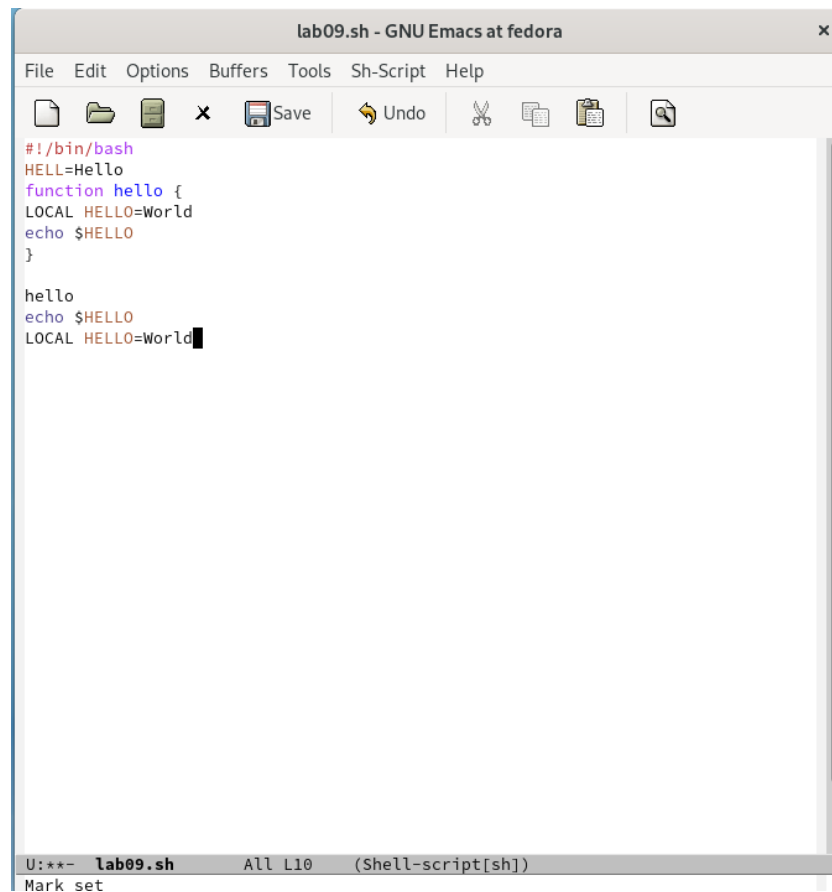 lab09.sh - GNU Emacs at fedora ×
File Edit Options Buffers Tools Sh-Script Help
Save Undo
#!/bin/bash
HELL=Hello
function hello {
LOCAL HELLO=World
echo $HELLO
}
hello
echo $HELLO
LOCAL HELLO=World
U:**- lab09.sh All L10 (Shell-script[sh])
Mark set